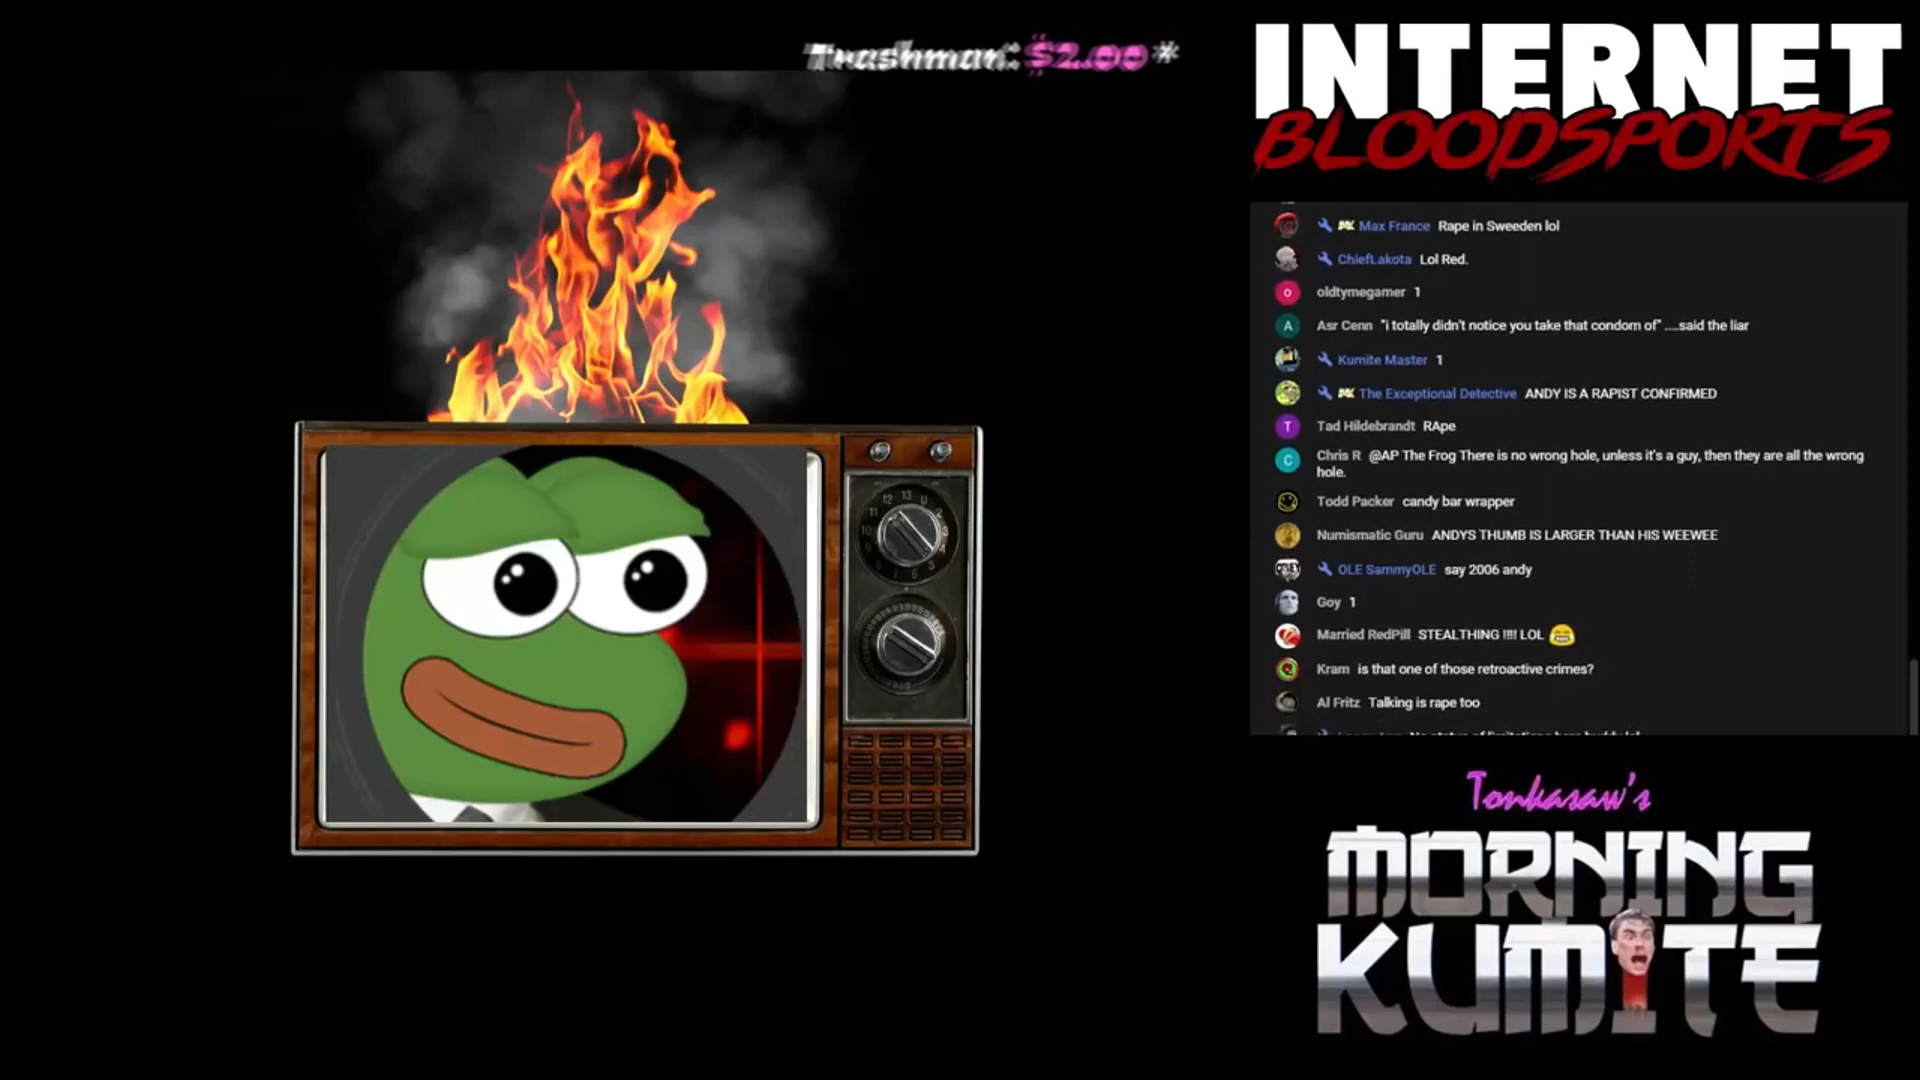 Trashman: $2.00*
INTERNET
BLOODSPORTS
Max France Rape in Sweeden lol
ChiefLakota Lol Red.
oldtymegamer 1
Asr Cenn "i totally didn't notice you take that condom of" ....said the liar
Kumite Master 1
The Exceptional Detective ANDY IS A RAPIST CONFIRMED
Tad Hildebrandt RApe
Chris R @AP The Frog There is no wrong hole, unless it's a guy, then they are all the wrong
hole.
Todd Packer candy bar wrapper
Numismatic Guru ANDYS THUMB IS LARGER THAN HIS WEEWEE
OLE SammyOLE say 2006 andy
Goy 1
Married RedPill STEALTHING !!!! LOL
Kram is that one of those retroactive crimes?
Al Fritz Talking is rape too
Tonkasaw's
MORNING
KUMITE